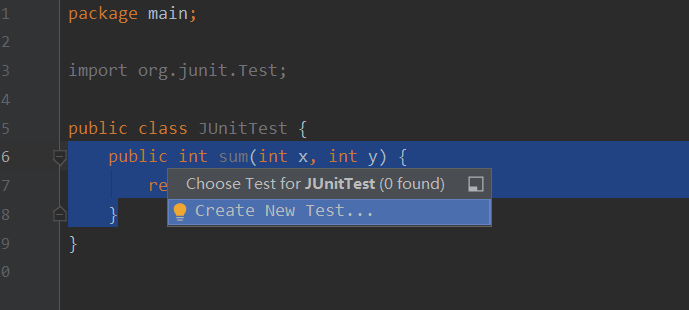 1 package main;
2
3 import org.junit.Test;
4
5 public class JUnitTest {
6 public int sum(int x, int y) {
7 re
Choose Test for JUnitTest (0 found)
Create New Test...
8 }
9 }
0